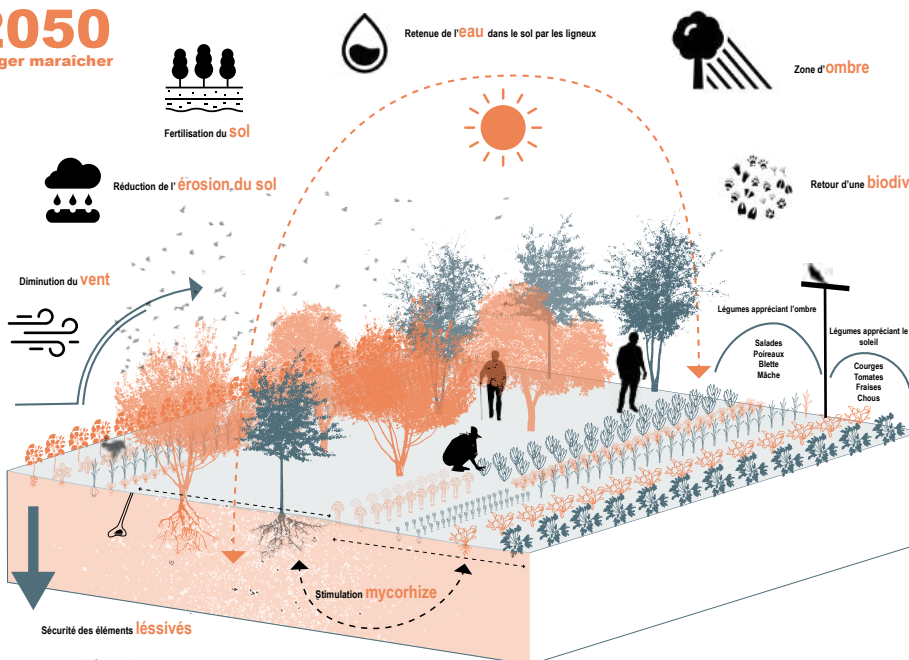 2050
ger maraîcher
Retenue de l'eau dans le sol par les ligneux
Zone d'ombre
Fertilisation du sol
Réduction de l' érosion du sol
Retour d'une biodiv
Diminution du vent
Légumes appréciant l'ombre
Salades
Poireaux
Blette
Mâche
Légumes appréciant le
soleil
Courges
Tomates
Fraises
Chous
Stimulation mycorhize
Sécurité des éléments léssivés